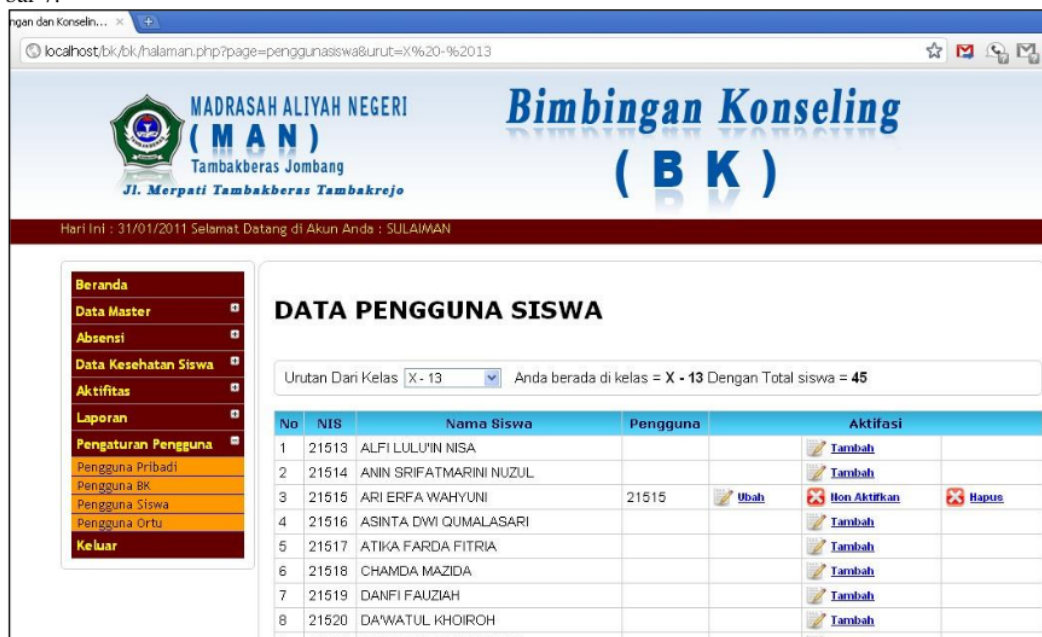 bar 7.
ngan dan Konselin...
localhost/bk/bk/halaman.php?page=penggunasiswa&urut=X%20-%2013
MADRASAH ALIYAH NEGERI
( M A N )
Tambakberas Jombang
Jl. Merpati Tambakberas Tambakrejo
Bimbingan Konseling
( B K )
Hari Ini : 31/01/2011 Selamat Datang di Akun Anda : SULAIMAN
Beranda
Data Master
Absensi
Data Kesehatan Siswa
Aktifitas
Laporan
Pengaturan Pengguna
Pengguna Pribadi
Pengguna BK
Pengguna Siswa
Pengguna Ortu
Keluar
DATA PENGGUNA SISWA
Urutan Dari Kelas X - 13 Anda berada di kelas = X - 13 Dengan Total siswa = 45
No NIS Nama Siswa Pengguna Aktifasi
1 21513 ALFI LULU'IN NISA Tambah
2 21514 ANIN SRIFATMARINI NUZUL Tambah
3 21515 ARI ERFA WAHYUNI 21515 Ubah Non Aktifkan Hapus
4 21516 ASINTA DWI QUMALASARI Tambah
5 21517 ATIKA FARDA FITRIA Tambah
6 21518 CHAMDA MAZIDA Tambah
7 21519 DANFI FAUZIAH Tambah
8 21520 DA'WATUL KHOIROH Tambah